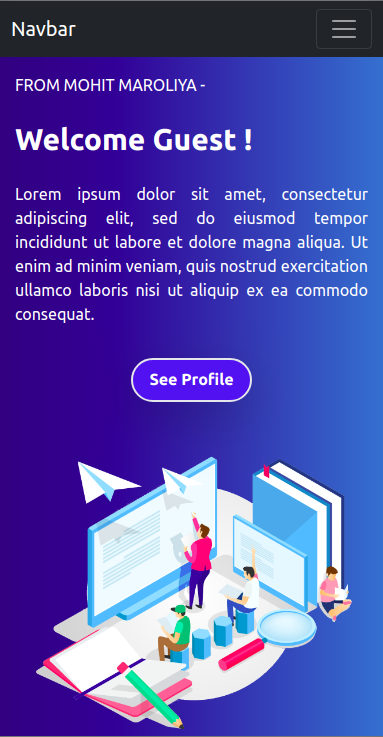 Navbar
FROM MOHIT MAROLIYA -
Welcome Guest !
Lorem ipsum dolor sit amet, consectetur
adipiscing elit, sed do eiusmod tempor
incididunt ut labore et dolore magna aliqua. Ut
enim ad minim veniam, quis nostrud exercitation
ullamco laboris nisi ut aliquip ex ea commodo
consequat.
See Profile